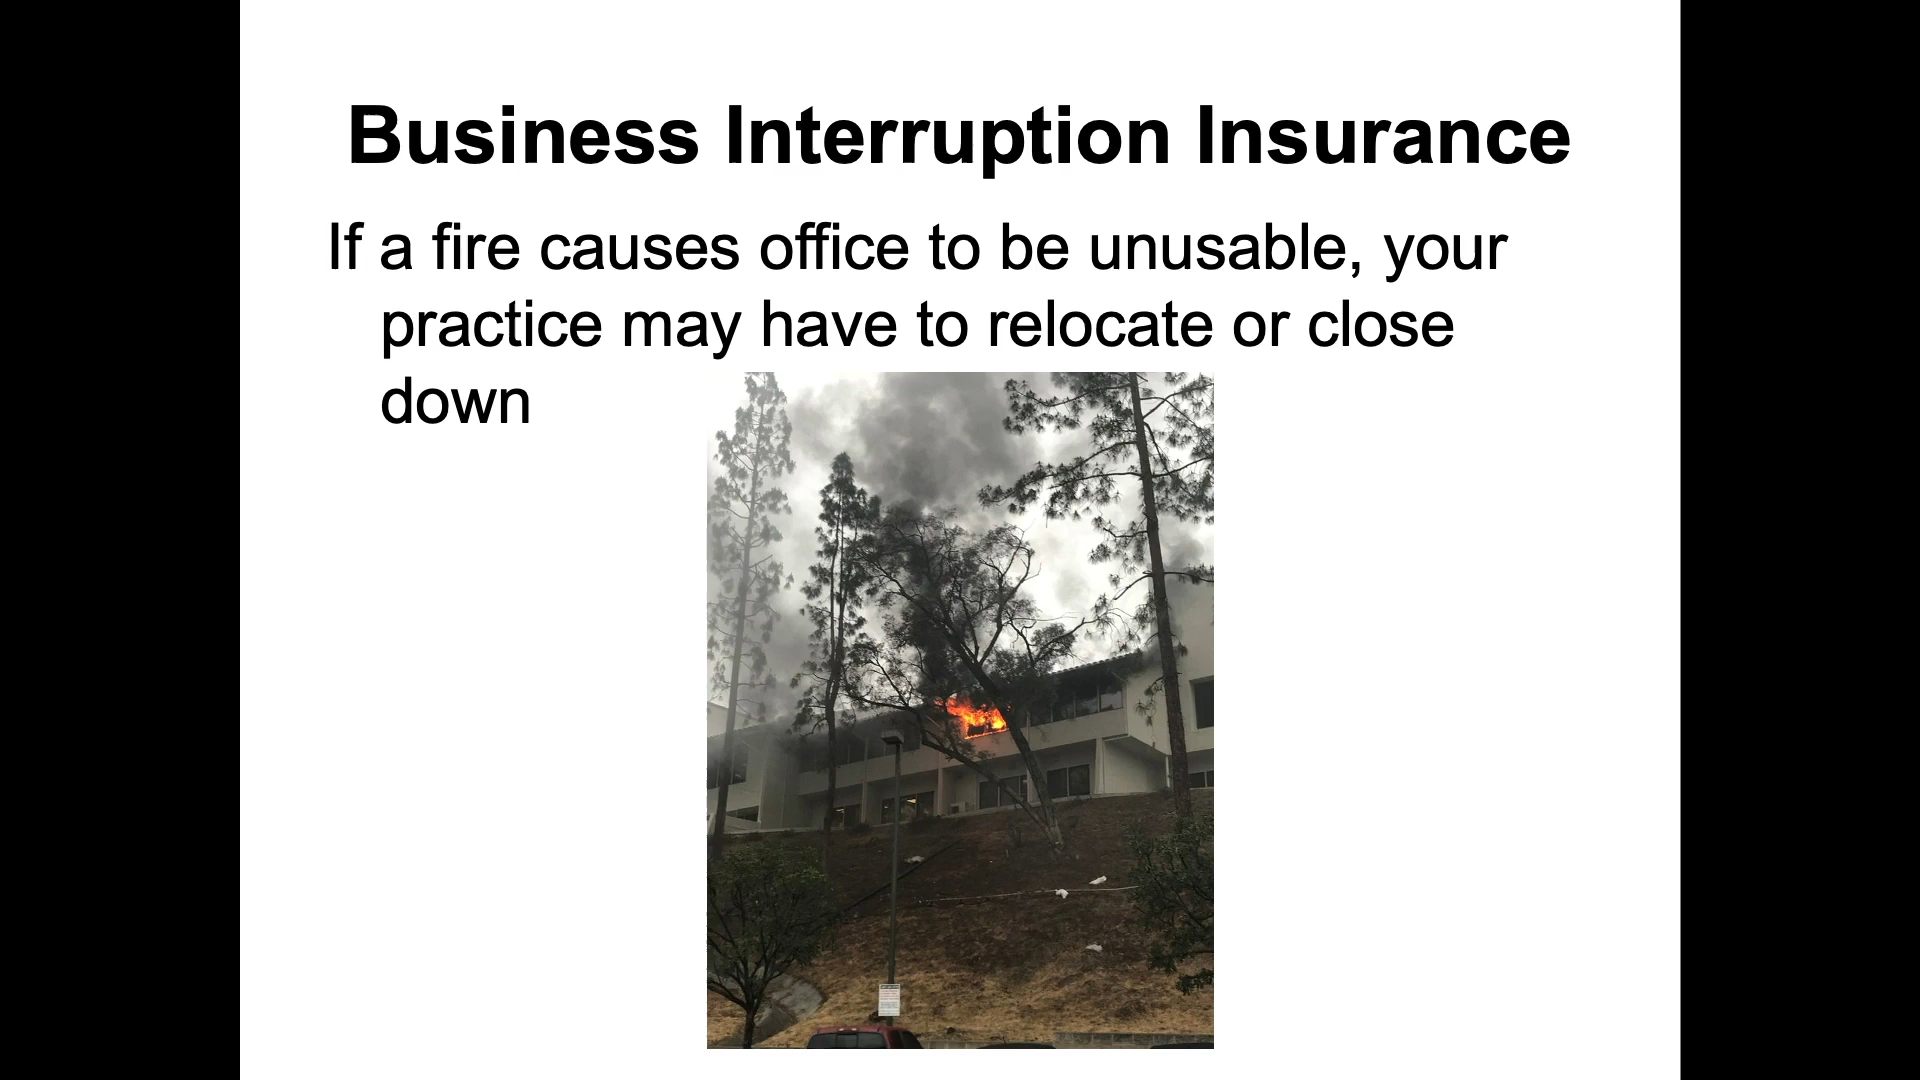 Business Interruption Insurance
If a fire causes office to be unusable, your
practice may have to relocate or close
down